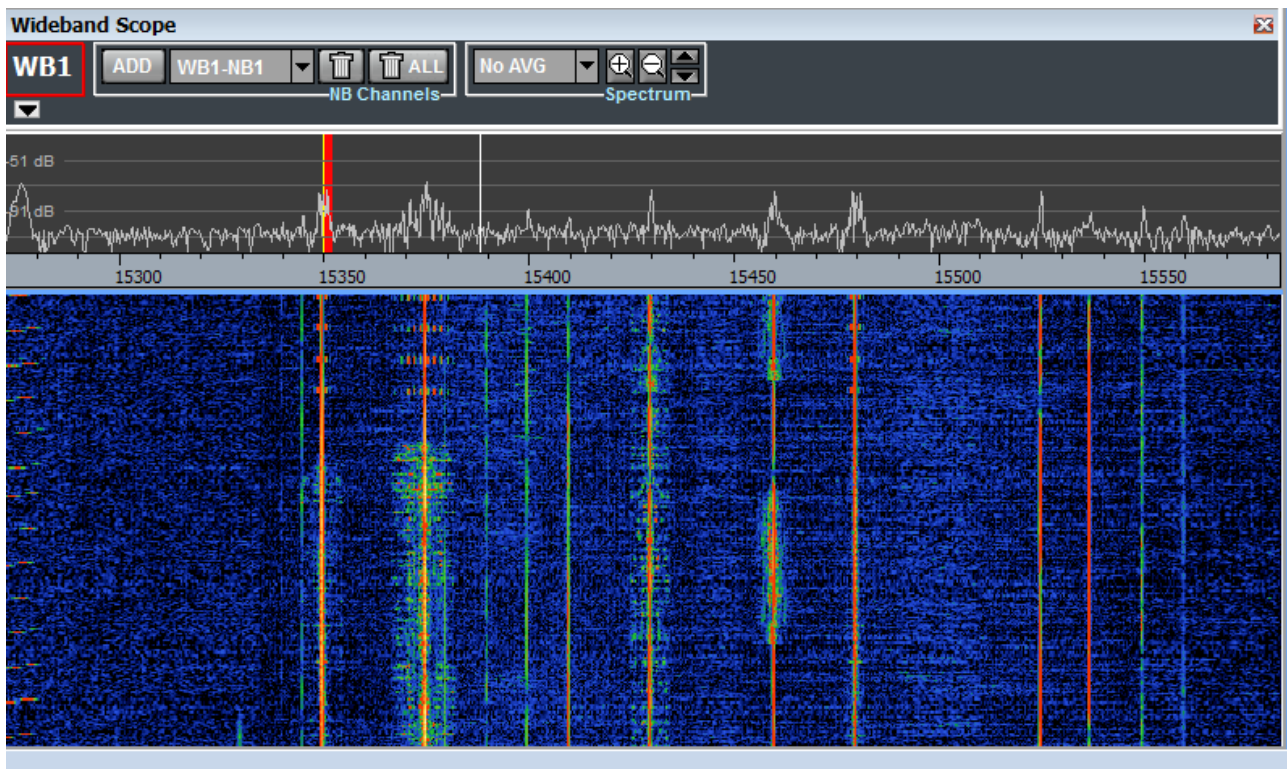 Wideband Scope
WB1 ADD WB1-NB1 ALL No AVG
NB Channels Spectrum
-51 dB
-91 dB
15300 15350 15400 15450 15500 15550